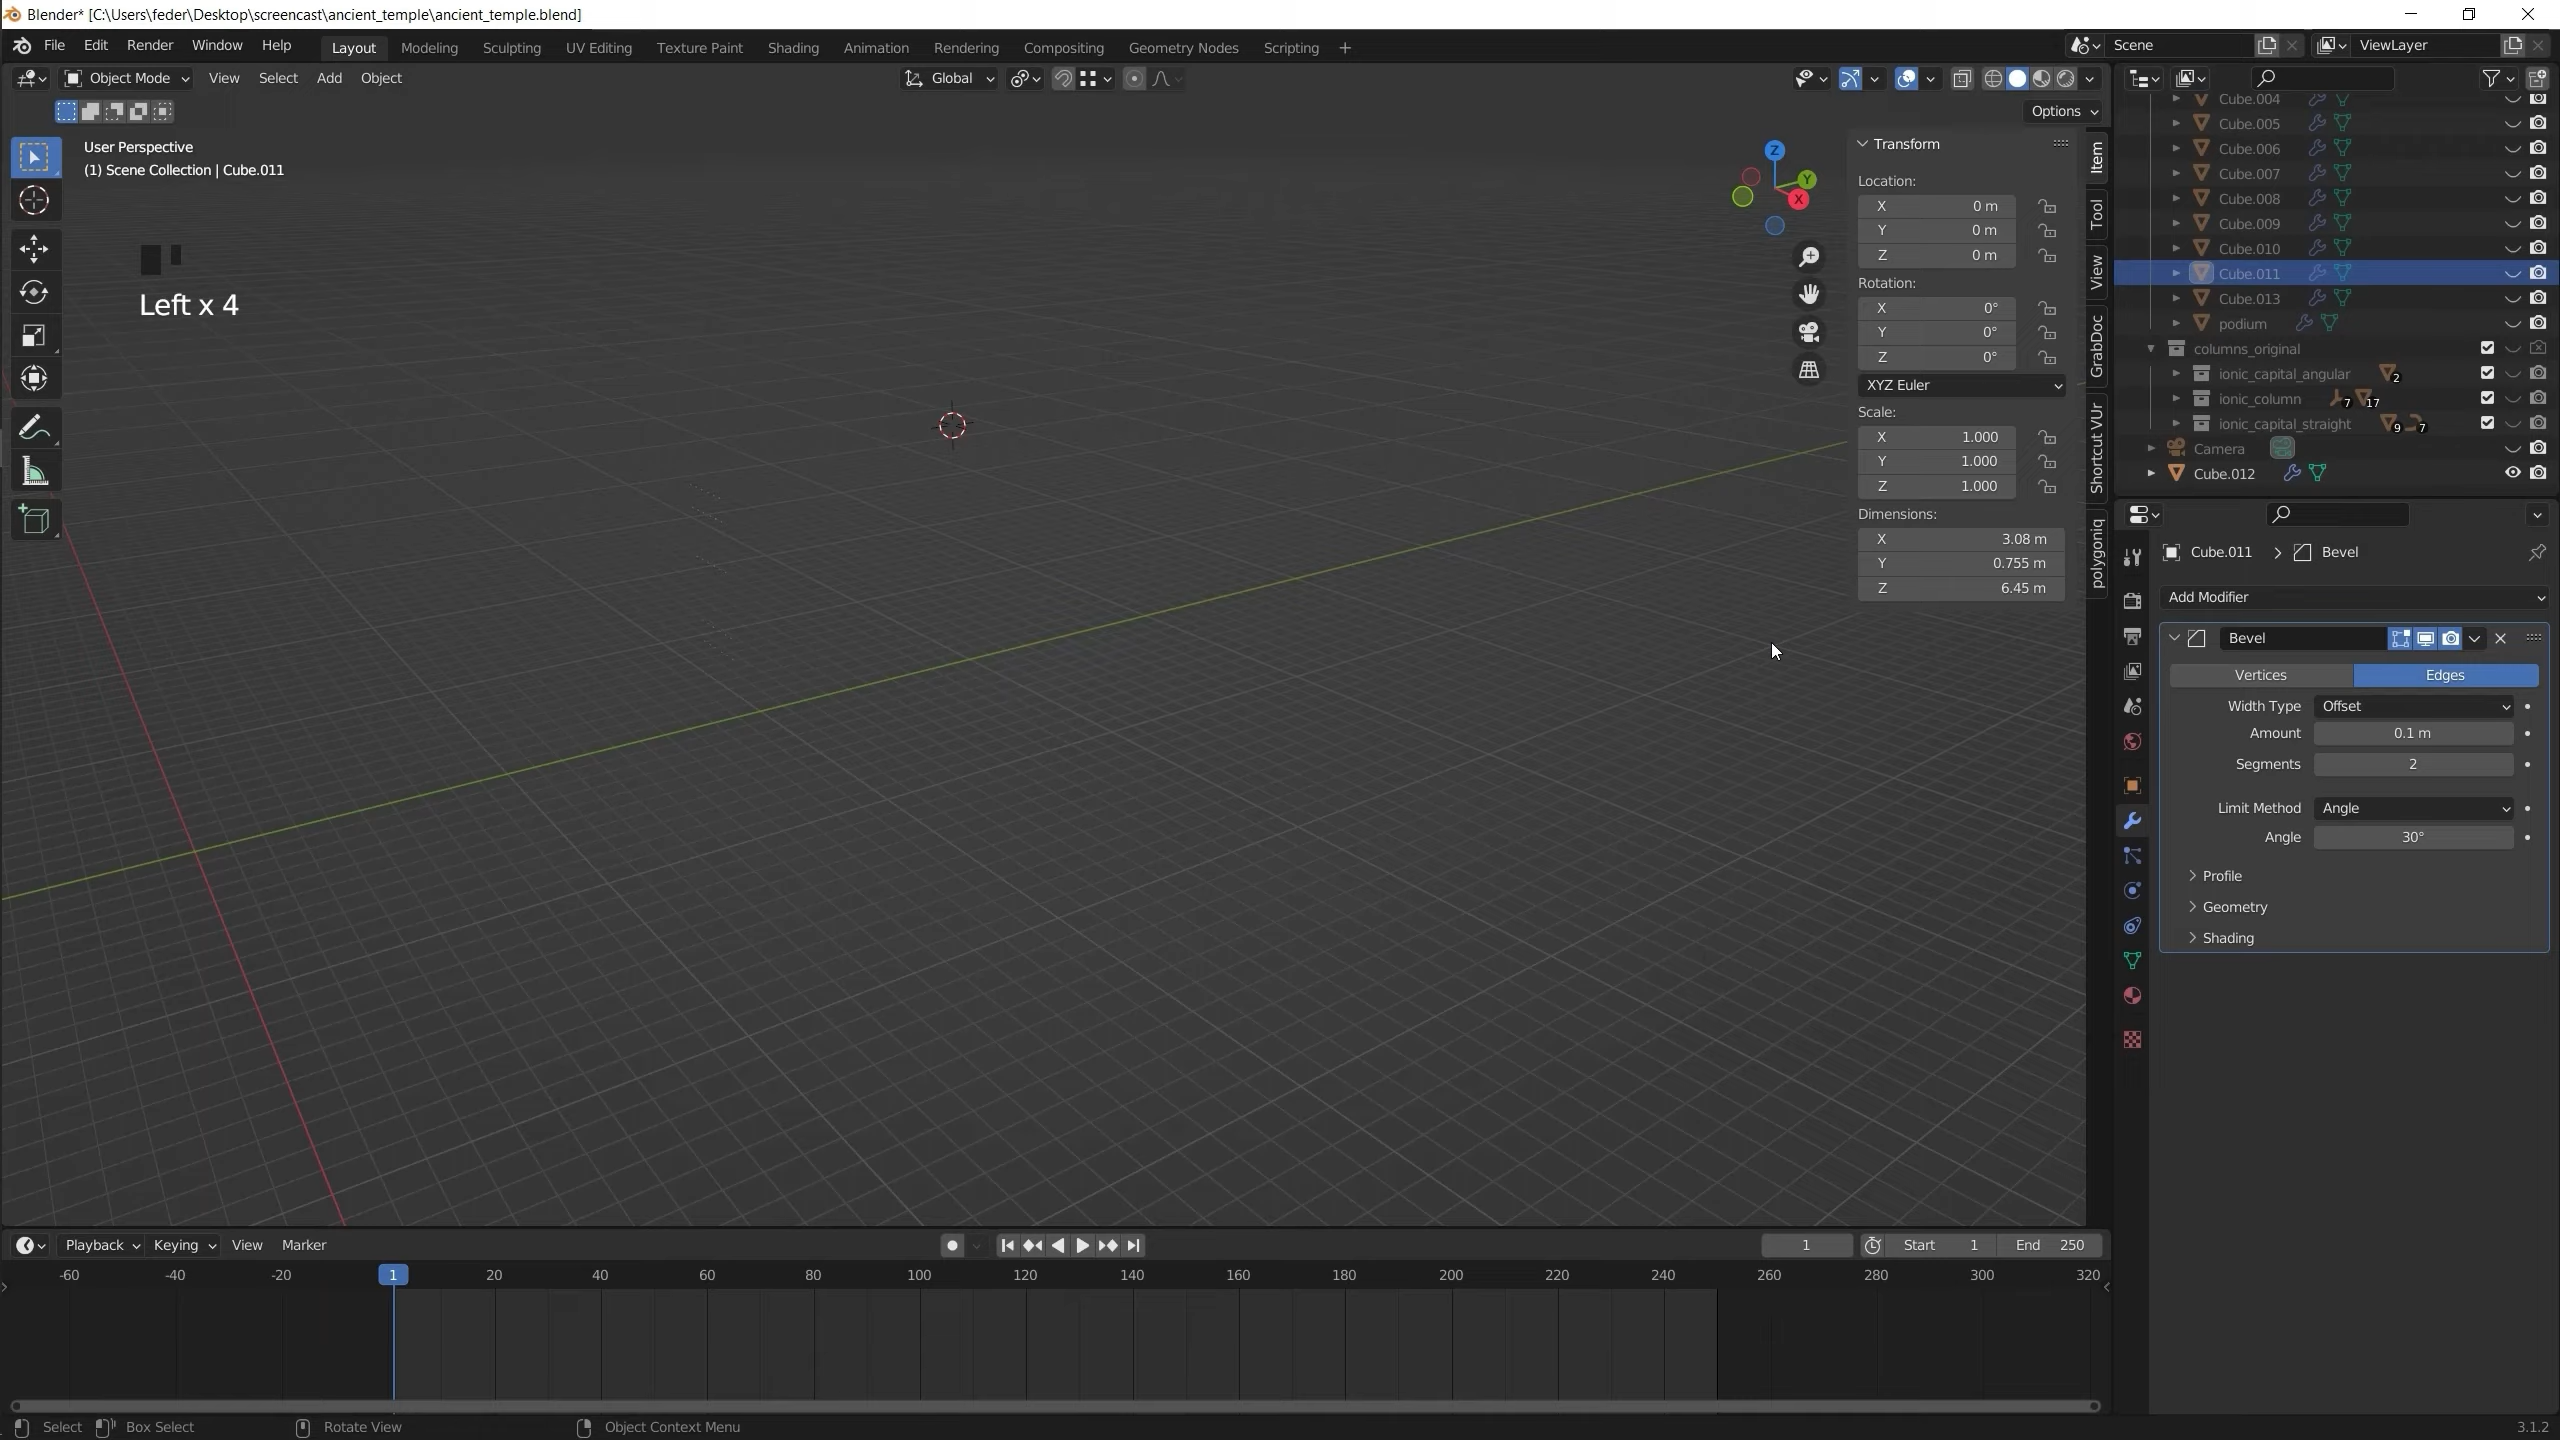 Blender* [C:\Users\feder\Desktop\screencast\ancient_temple\ancient_temple.blend]
File Edit Render Window Help Layout Modeling Sculpting UV Editing Texture Paint Shading Animation Rendering Compositing Geometry Nodes Scripting + Scene ViewLayer
Object Mode View Select Add Object Global
Options
User Perspective
(1) Scene Collection | Cube.011
Left x 4
Z
Y
X
Transform
Location:
X 0 m
Y 0 m
Z 0 m
Rotation:
X 0°
Y 0°
Z 0°
XYZ Euler
Scale:
X 1.000
Y 1.000
Z 1.000
Dimensions:
X 3.08 m
Y 0.755 m
Z 6.45 m
Item
Tool
View
GrabDoc
Shortcut VUr
polygoniq
Cube.004
Cube.005
Cube.006
Cube.007
Cube.008
Cube.009
Cube.010
Cube.011
Cube.013
podium
columns_original
ionic_capital_angular 2
ionic_column 7 17
ionic_capital_straight 9 7
Camera
Cube.012
Cube.011 > Bevel
Add Modifier
Bevel
Vertices Edges
Width Type Offset
Amount 0.1 m
Segments 2
Limit Method Angle
Angle 30°
Profile
Geometry
Shading
Playback Keying View Marker 1 Start 1 End 250
-60 -40 -20 1 20 40 60 80 100 120 140 160 180 200 220 240 260 280 300 320
Select Box Select Rotate View Object Context Menu 3.1.2